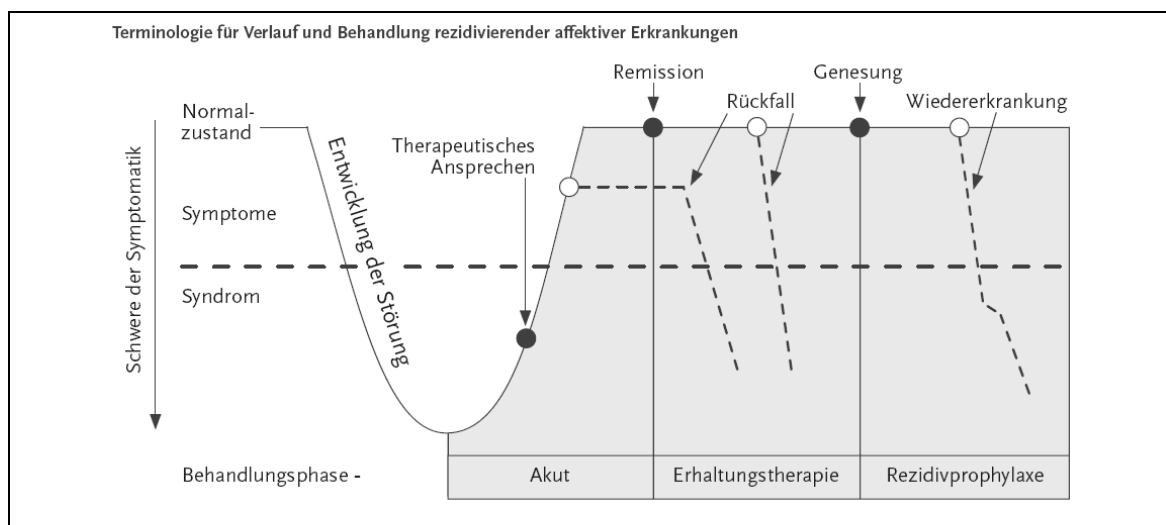 Terminologie für Verlauf und Behandlung rezidivierender affektiver Erkrankungen
Remission
Genesung
Rückfall
Wiedererkrankung
Normal-
zustand
Therapeutisches
Ansprechen
Entwicklung der Störung
Schwere der Symptomatik
Symptome
Syndrom
Behandlungsphase -
Akut
Erhaltungstherapie
Rezidivprophylaxe